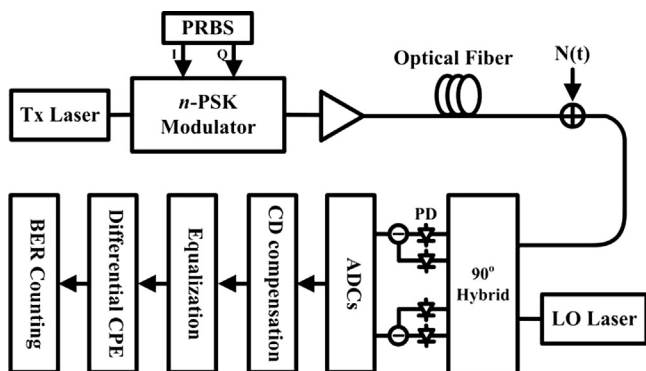 PRBS
I
Q
Optical Fiber
N(t)
Tx Laser
n-PSK
Modulator
BER Counting
Differential CPE
Equalization
CD compensation
ADCs
PD
90o
Hybrid
LO Laser